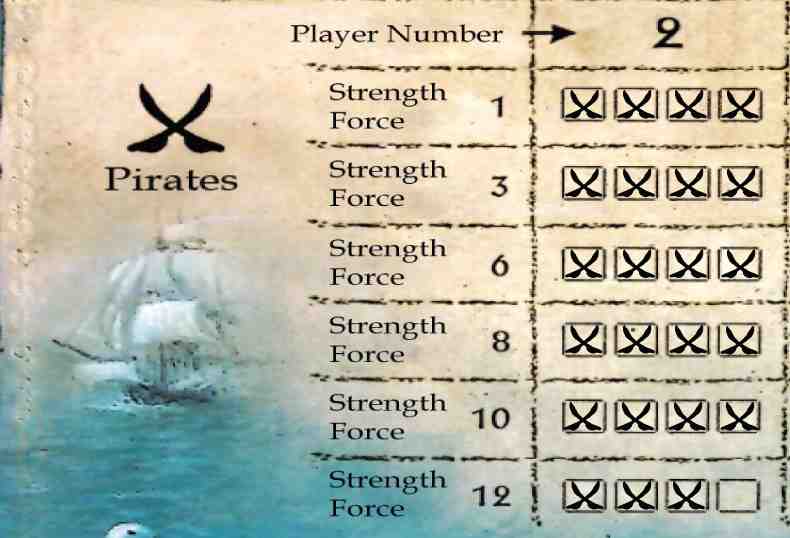 Player Number 2
Strength
Force 1
Pirates
Strength
Force 3
Strength
Force 6
Strength
Force 8
Strength
Force 10
Strength
Force 12